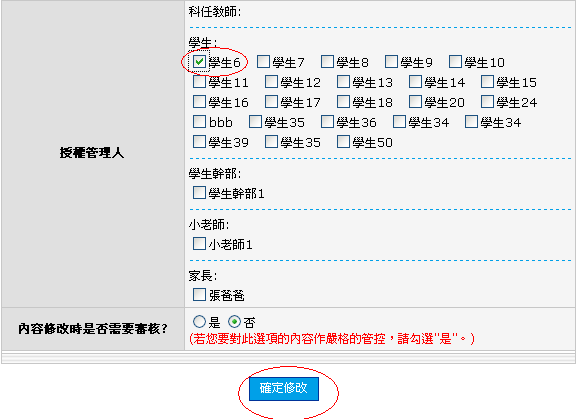 科任教師:
學生:
學生6 學生7 學生8 學生9 學生10
學生11 學生12 學生13 學生14 學生15
學生16 學生17 學生18 學生20 學生24
bbb 學生35 學生36 學生34 學生34
學生39 學生35 學生50
授權管理人
學生幹部:
學生幹部1
小老師:
小老師1
家長:
張爸爸
內容修改時是否需要審核?
是 否
(若您要對此選項的內容作嚴格的管控，請勾選"是"。)
確定修改